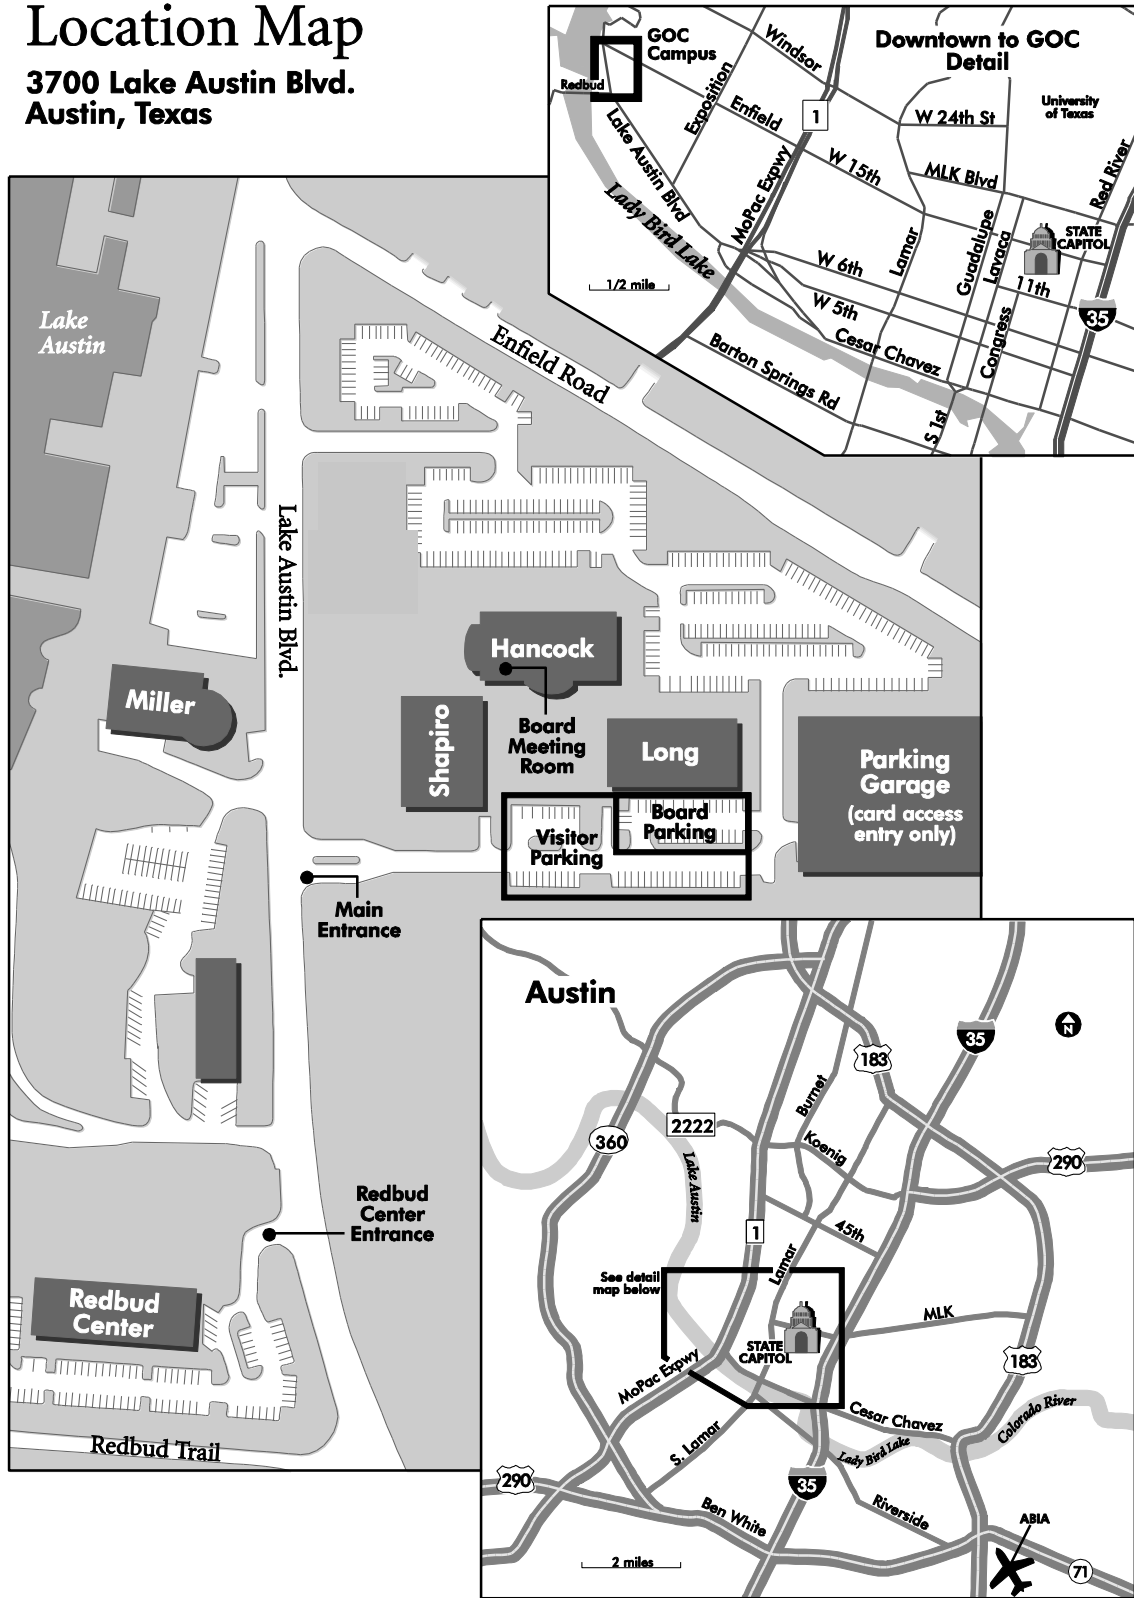 Location Map
3700 Lake Austin Blvd.
Austin, Texas
GOC
Campus
Redbud
Windsor
Downtown to GOC
Detail
Exposition
Enfield
1
W 24th St
University
of Texas
Lake Austin Blvd
MoPac Expwy
W 15th
MLK Blvd
Red River
Lady Bird Lake
Lamar
Guadalupe
Lavaca
STATE
CAPITOL
1/2 mile
W 6th
11th
W 5th
35
Cesar Chavez
Congress
Barton Springs Rd
S 1st
Lake
Austin
Enfield Road
Lake Austin Blvd.
Hancock
Miller
Shapiro
Board
Meeting
Room
Long
Parking
Garage
(card access
entry only)
Board
Parking
Visitor
Parking
Main
Entrance
Redbud
Center
Entrance
Redbud
Center
Redbud Trail
Austin
N
35
183
Burnet
2222
360
Koenig
290
Lake Austin
1
45th
Lamar
See detail
map below
MLK
STATE
CAPITOL
183
MoPac Expwy
Cesar Chavez
Colorado River
S. Lamar
Lady Bird Lake
290
35
Ben White
Riverside
ABIA
2 miles
71